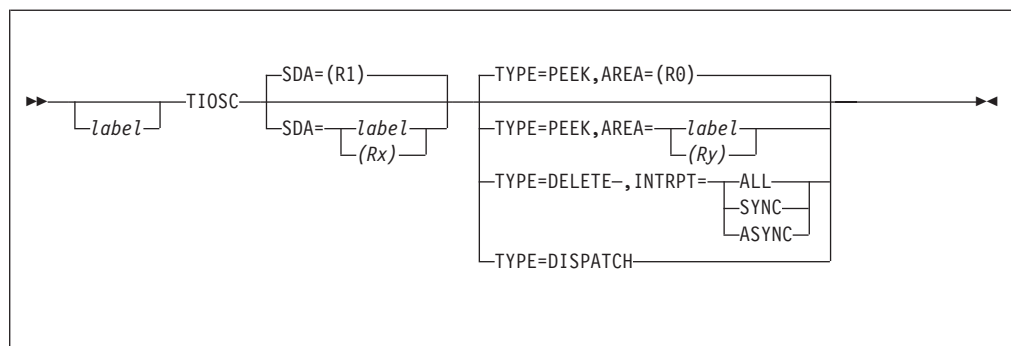 SDA=(R1) TYPE=PEEK,AREA=(R0)
label TIOSC SDA= label TYPE=PEEK,AREA= label
(Rx) (Ry)
TYPE=DELETE ,INTRPT= ALL
SYNC
ASYNC
TYPE=DISPATCH